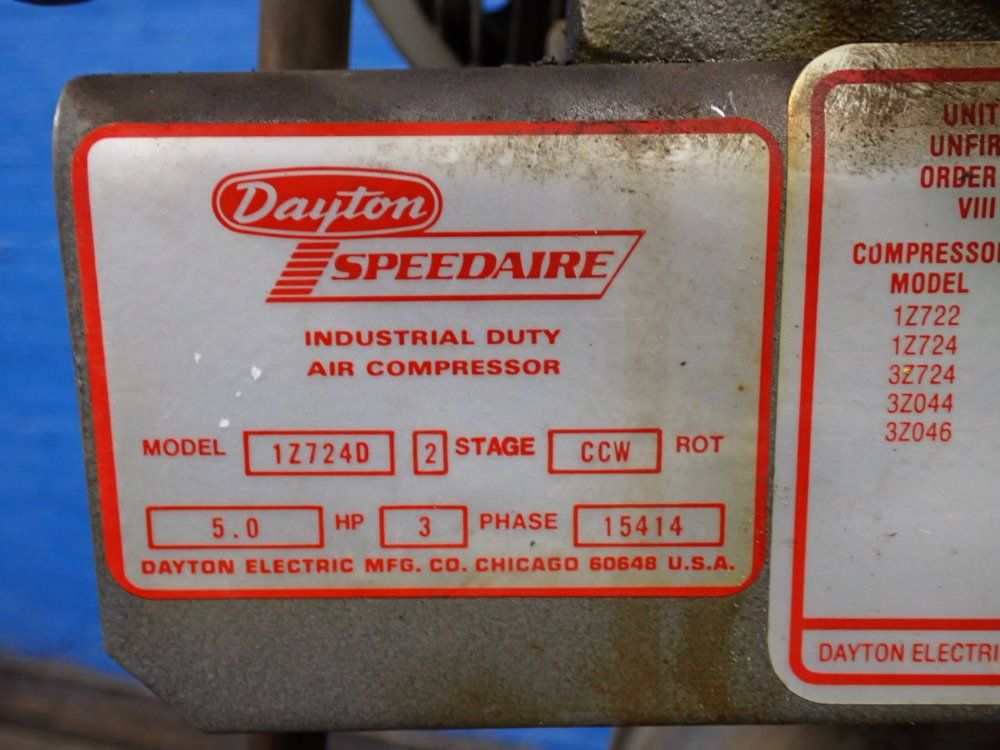 Dayton
SPEEDAIRE
INDUSTRIAL DUTY
AIR COMPRESSOR
MODEL 1Z724D 2 STAGE CCW ROT
5.0 HP 3 PHASE 15414
DAYTON ELECTRIC MFG. CO. CHICAGO 60648 U.S.A.
UNIT
UNFIR
ORDER
VIII
COMPRESSO
MODEL
1Z722
1Z724
3Z724
3Z044
3Z046
DAYTON ELECTRI